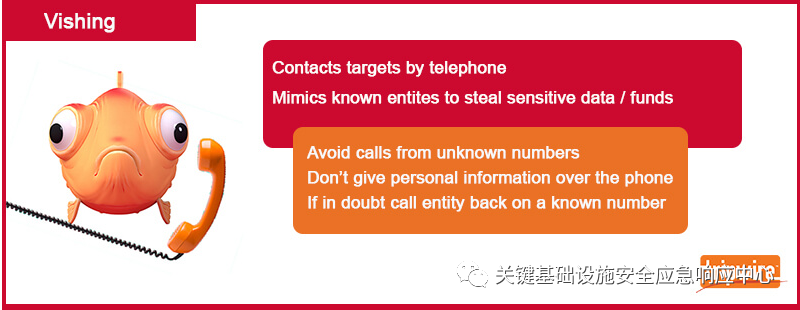 Vishing
Contacts targets by telephone
Mimics known entites to steal sensitive data / funds
Avoid calls from unknown numbers
Don't give personal information over the phone
If in doubt call entity back on a known number
tripwire
关键基础设施安全应急响应中心